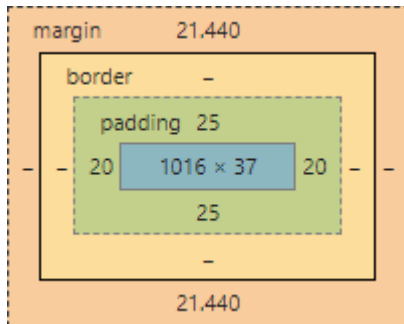 margin 21.440
border –
padding 25
– – 20 1016 × 37 20 – –
25
–
21.440